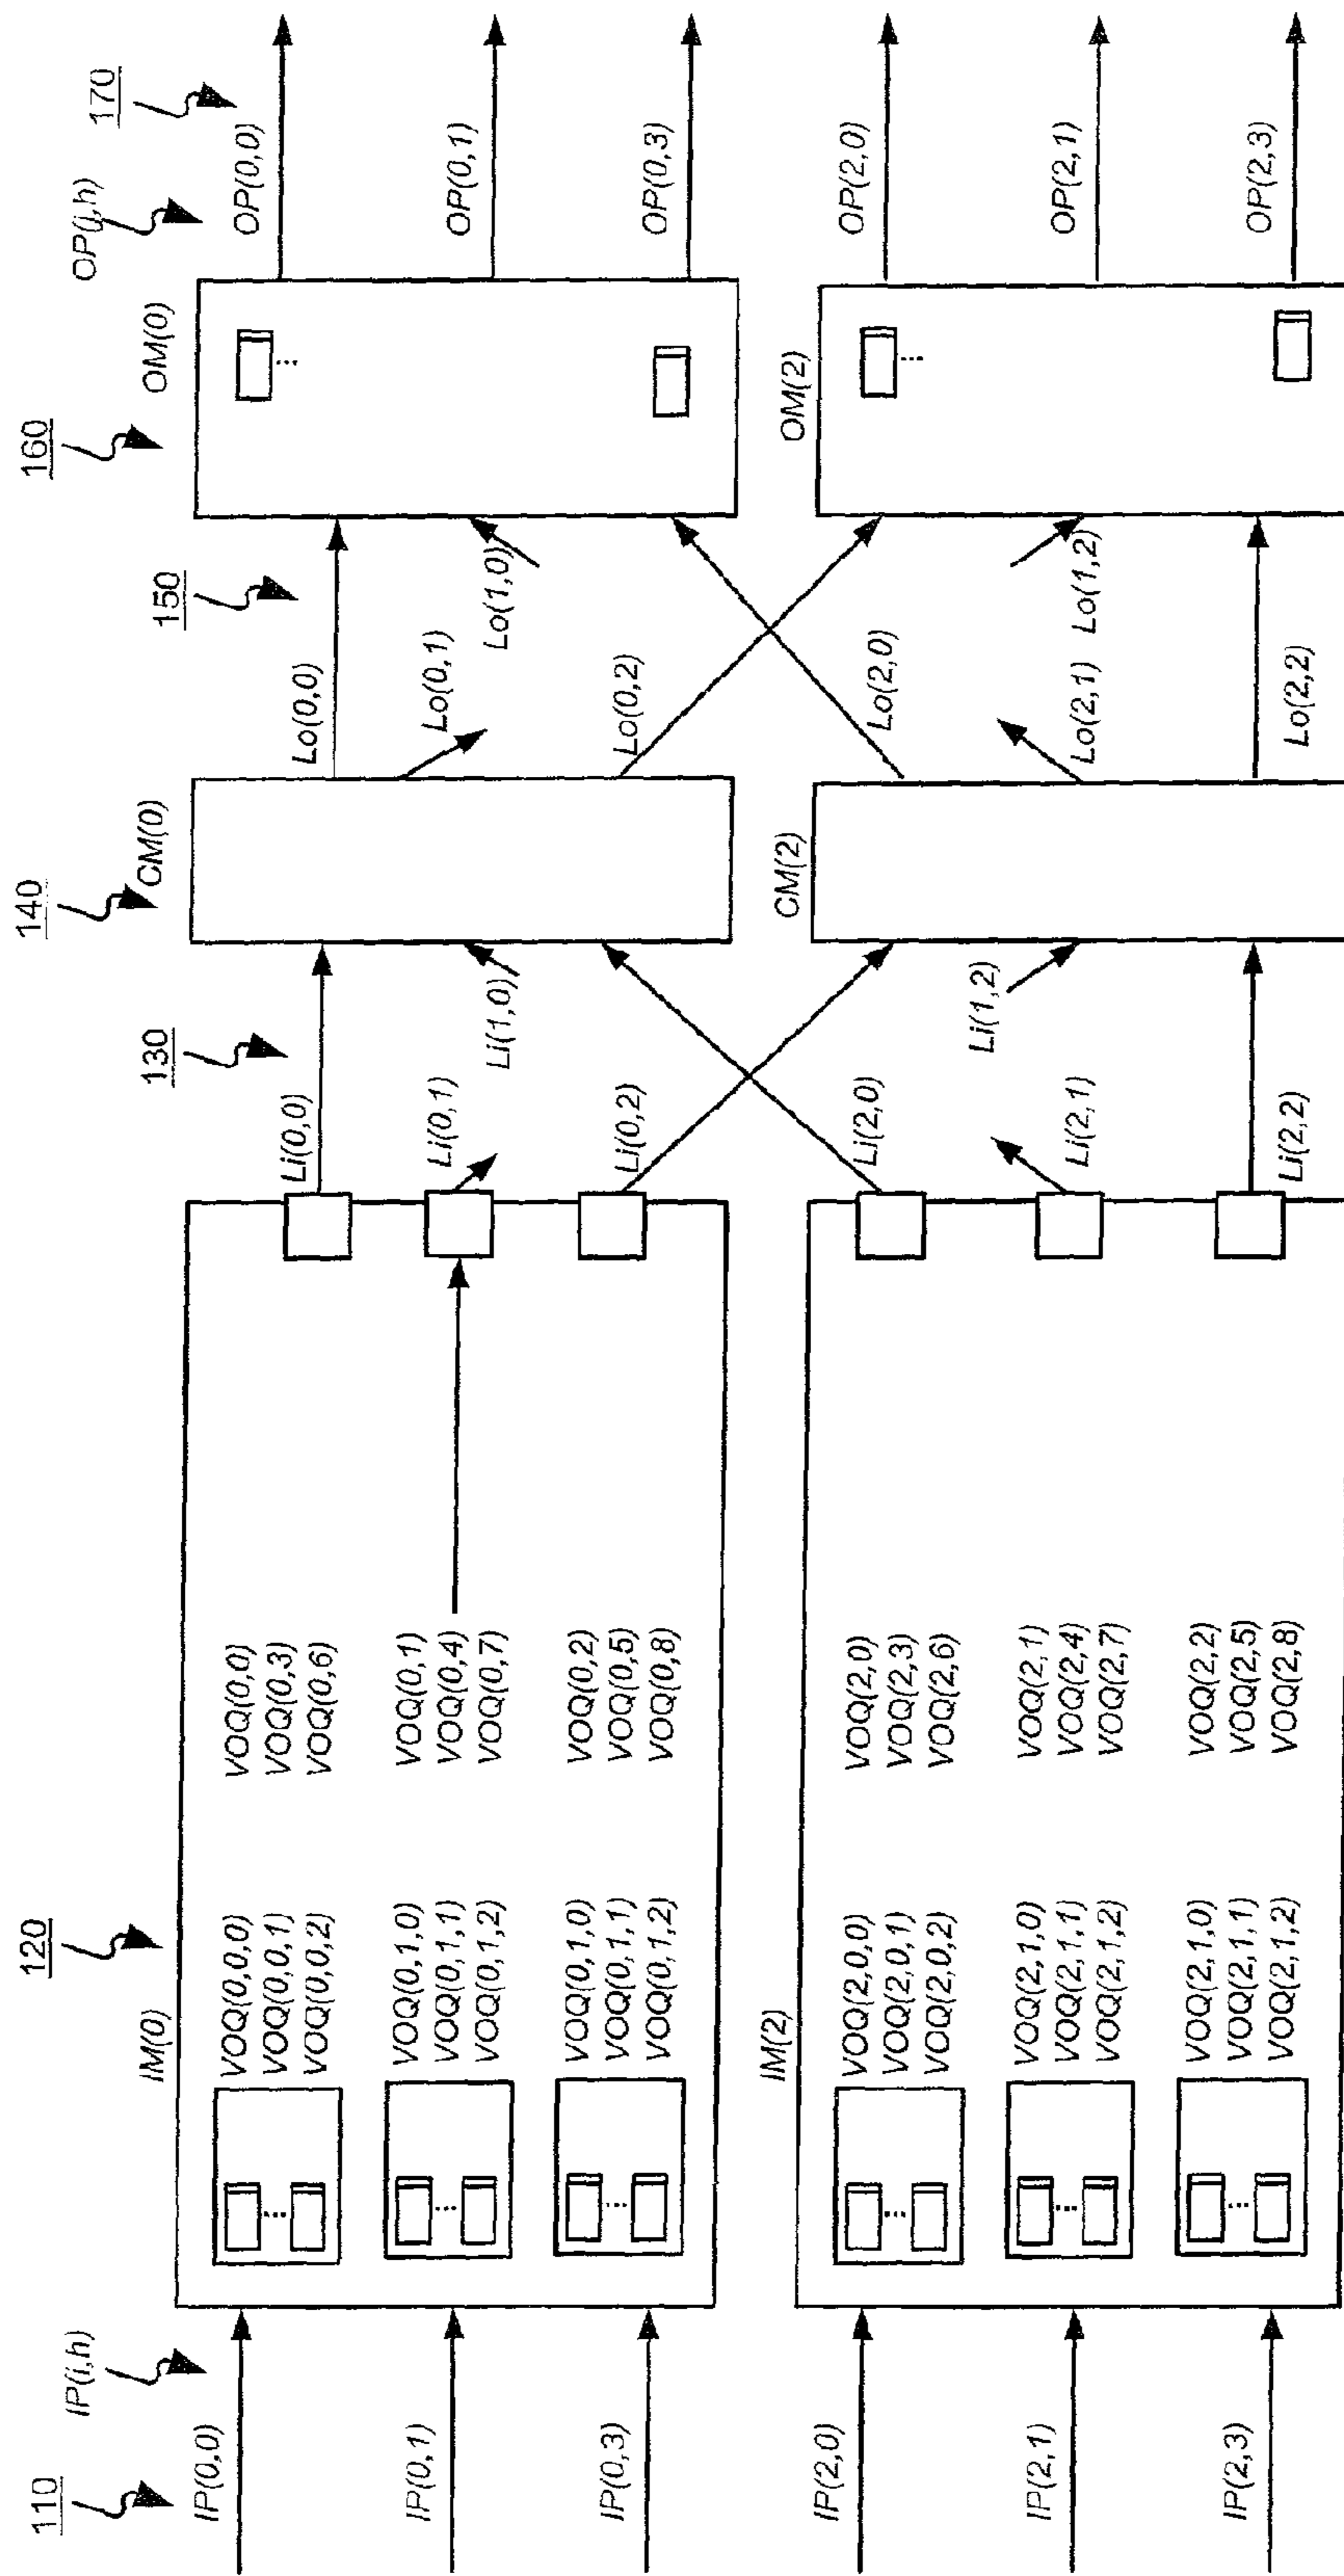 110
IP(i,h)
IP(0,0)
IP(0,1)
IP(0,3)
IP(2,0)
IP(2,1)
IP(2,3)
120
IM(0)
VOQ(0,0,0)
VOQ(0,0,1)
VOQ(0,0,2)
VOQ(0,1,0)
VOQ(0,1,1)
VOQ(0,1,2)
VOQ(0,1,0)
VOQ(0,1,1)
VOQ(0,1,2)
VOQ(0,0)
VOQ(0,3)
VOQ(0,6)
VOQ(0,1)
VOQ(0,4)
VOQ(0,7)
VOQ(0,2)
VOQ(0,5)
VOQ(0,8)
IM(2)
VOQ(2,0,0)
VOQ(2,0,1)
VOQ(2,0,2)
VOQ(2,1,0)
VOQ(2,1,1)
VOQ(2,1,2)
VOQ(2,1,0)
VOQ(2,1,1)
VOQ(2,1,2)
VOQ(2,0)
VOQ(2,3)
VOQ(2,6)
VOQ(2,1)
VOQ(2,4)
VOQ(2,7)
VOQ(2,2)
VOQ(2,5)
VOQ(2,8)
130
Li(0,0)
Li(0,1)
Li(1,0)
Li(0,2)
Li(2,0)
Li(1,2)
Li(2,1)
Li(2,2)
140
CM(0)
CM(2)
150
Lo(0,0)
Lo(0,1)
Lo(1,0)
Lo(0,2)
Lo(2,0)
Lo(2,1)
Lo(1,2)
Lo(2,2)
160
OM(0)
OM(2)
OP(j,h)
170
OP(0,0)
OP(0,1)
OP(0,3)
OP(2,0)
OP(2,1)
OP(2,3)